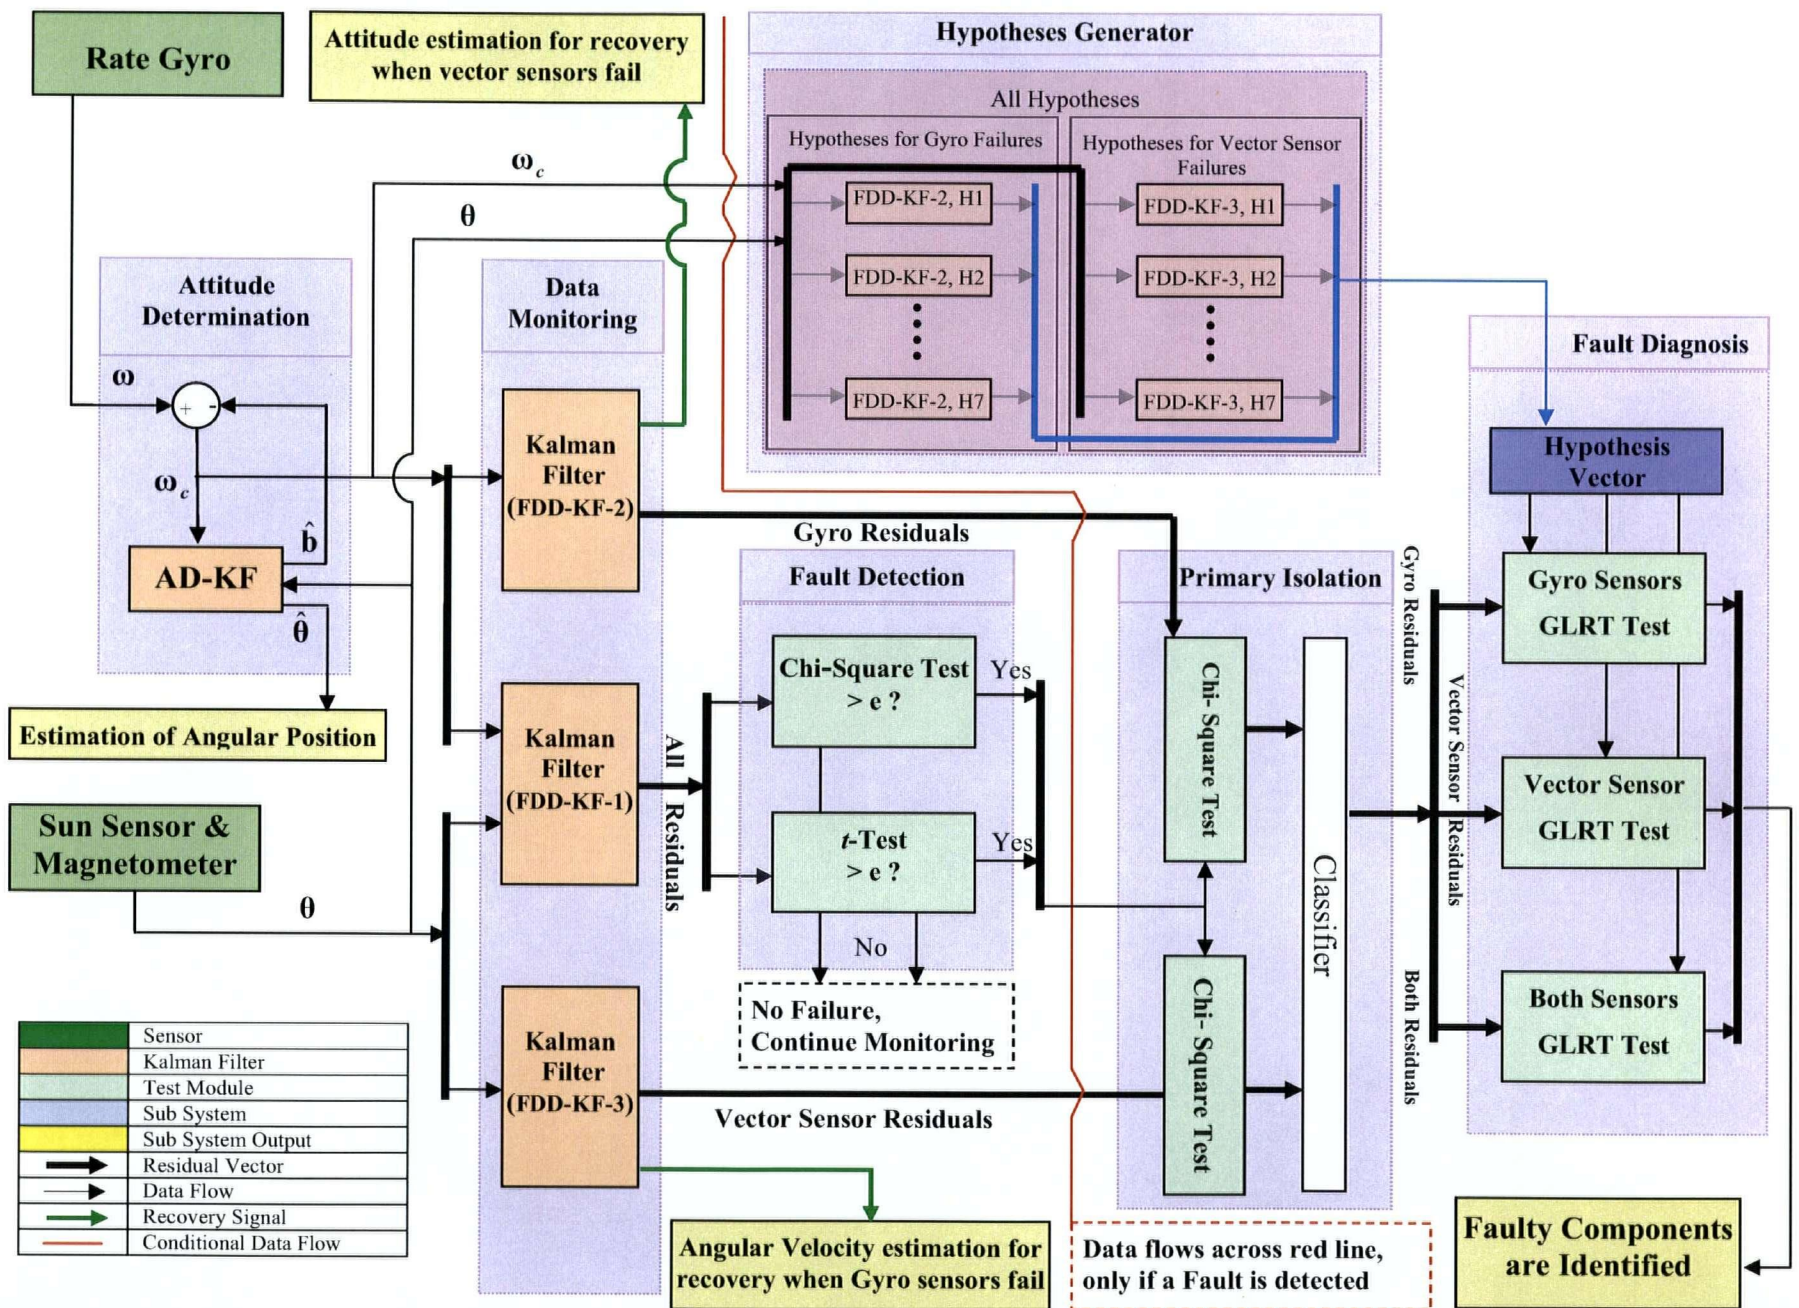 Rate Gyro
Attitude estimation for recovery
when vector sensors fail
Hypotheses Generator
All Hypotheses
Hypotheses for Gyro Failures
Hypotheses for Vector Sensor
Failures
FDD-KF-2, H1
FDD-KF-2, H2
FDD-KF-2, H7
FDD-KF-3, H1
FDD-KF-3, H2
FDD-KF-3, H7
ω_c
θ
Attitude
Determination
ω
+
-
ω_c
b̂
AD-KF
θ̂
Estimation of Angular Position
Sun Sensor &
Magnetometer
θ
Data
Monitoring
Kalman
Filter
(FDD-KF-2)
Kalman
Filter
(FDD-KF-1)
Kalman
Filter
(FDD-KF-3)
Gyro Residuals
All Residuals
Vector Sensor Residuals
Fault Detection
Chi-Square Test
> e ?
Yes
t-Test
> e ?
Yes
No
No Failure,
Continue Monitoring
Primary Isolation
Chi- Square Test
Chi- Square Test
Classifier
Gyro Residuals
Vector Sensor Residuals
Both Residuals
Fault Diagnosis
Hypothesis
Vector
Gyro Sensors
GLRT Test
Vector Sensor
GLRT Test
Both Sensors
GLRT Test
Sensor
Kalman Filter
Test Module
Sub System
Sub System Output
Residual Vector
Data Flow
Recovery Signal
Conditional Data Flow
Angular Velocity estimation for
recovery when Gyro sensors fail
Data flows across red line,
only if a Fault is detected
Faulty Components
are Identified